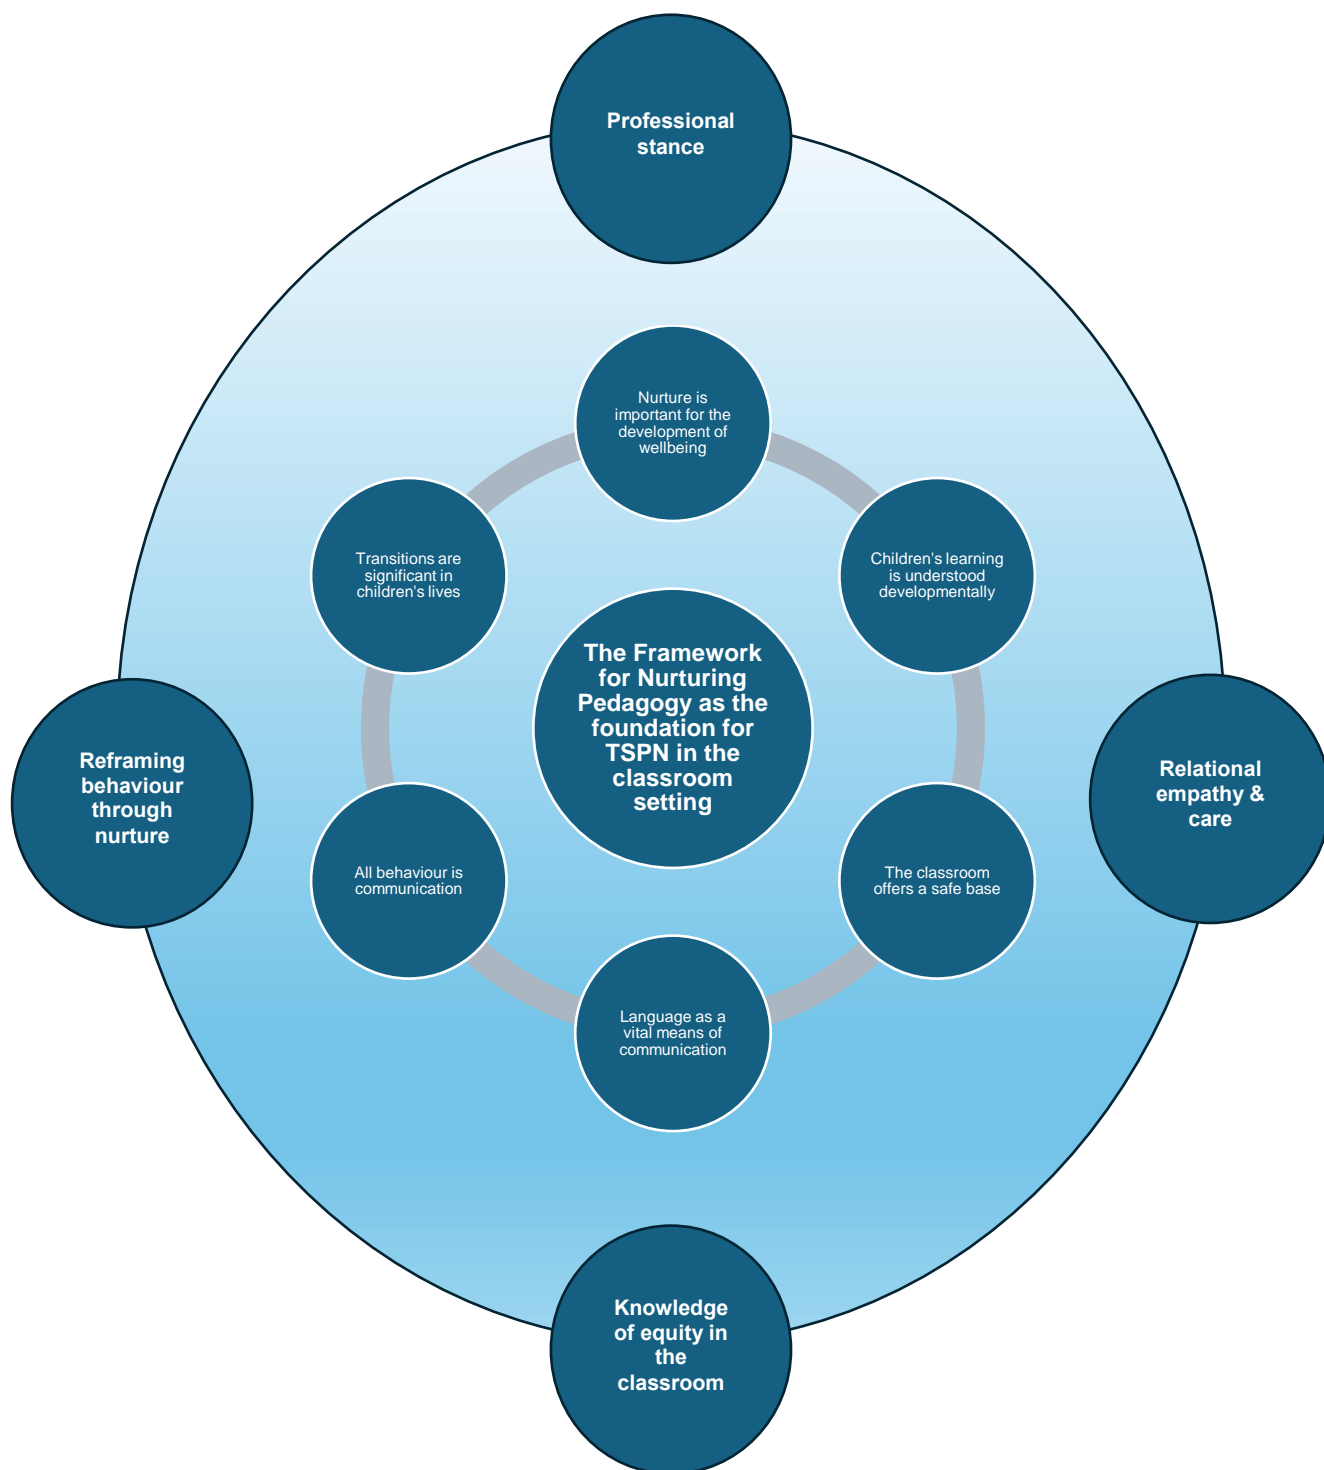 Professional
stance
Nurture is
important for the
development of
wellbeing
Transitions are
significant in
children's lives
Children's learning
is understood
developmentally
The Framework
for Nurturing
Pedagogy as the
foundation for
TSPN in the
classroom
setting
Reframing
behaviour
through
nurture
Relational
empathy &
care
All behaviour is
communication
The classroom
offers a safe base
Language as a
vital means of
communication
Knowledge
of equity in
the
classroom